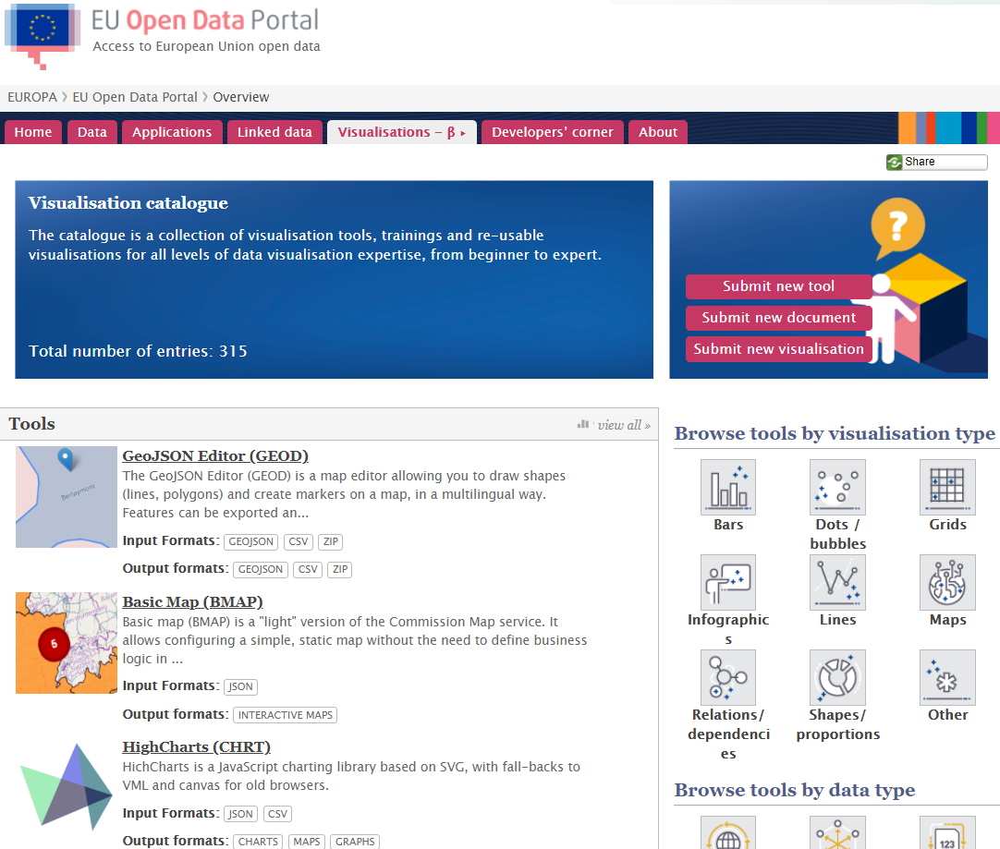 EU Open Data Portal
Access to European Union open data
EUROPA > EU Open Data Portal > Overview
Home Data Applications Linked data Visualisations - β ▸ Developers' corner About
Share
Visualisation catalogue
The catalogue is a collection of visualisation tools, trainings and re-usable
visualisations for all levels of data visualisation expertise, from beginner to expert.
Total number of entries: 315
?
Submit new tool
Submit new document
Submit new visualisation
Tools
view all »
Berlaymont
GeoJSON Editor (GEOD)
The GeoJSON Editor (GEOD) is a map editor allowing you to draw shapes
(lines, polygons) and create markers on a map, in a multilingual way.
Features can be exported an...
Input Formats: GEOJSON CSV ZIP
Output formats: GEOJSON CSV ZIP
5
Basic Map (BMAP)
Basic map (BMAP) is a "light" version of the Commission Map service. It
allows configuring a simple, static map without the need to define business
logic in ...
Input Formats: JSON
Output formats: INTERACTIVE MAPS
HighCharts (CHRT)
HichCharts is a JavaScript charting library based on SVG, with fall-backs to
VML and canvas for old browsers.
Input Formats: JSON CSV
Output formats: CHARTS MAPS GRAPHS
Browse tools by visualisation type
Bars
Dots /
bubbles
Grids
Infographic
s
Lines
Maps
Relations/
dependenci
es
Shapes/
proportions
Other
Browse tools by data type
123